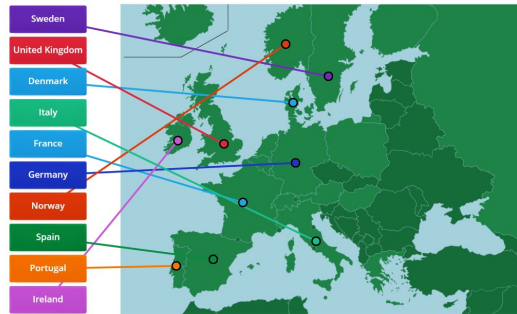 Sweden
United Kingdom
Denmark
Italy
France
Germany
Norway
Spain
Portugal
Ireland